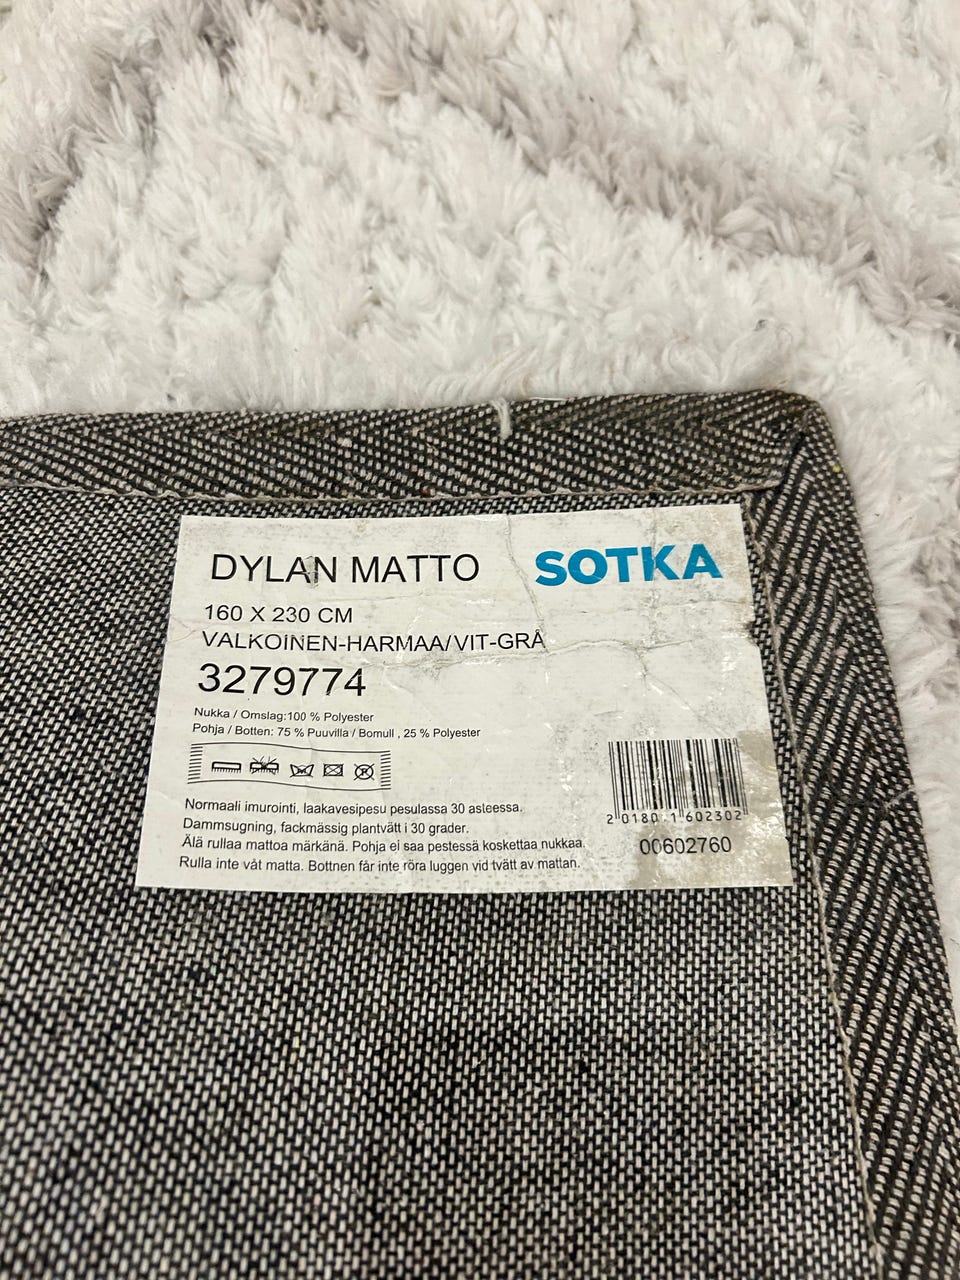 DYLAN MATTO
SOTKA
160 X 230 CM
VALKOINEN-HARMAA/VIT-GRÅ
3279774
Nukka / Omslag:100 % Polyester
Pohja / Botten: 75 % Puuvilla / Bomull , 25 % Polyester
Normaali imurointi, laakavesipesu pesulassa 30 asteessa.
Dammsugning, fackmässig plantvätt i 30 grader.
Älä rullaa mattoa märkänä. Pohja ei saa pestessä koskettaa nukkaa.
Rulla inte våt matta. Bottnen får inte röra luggen vid tvätt av mattan.
2 0180 1 602302
00602760